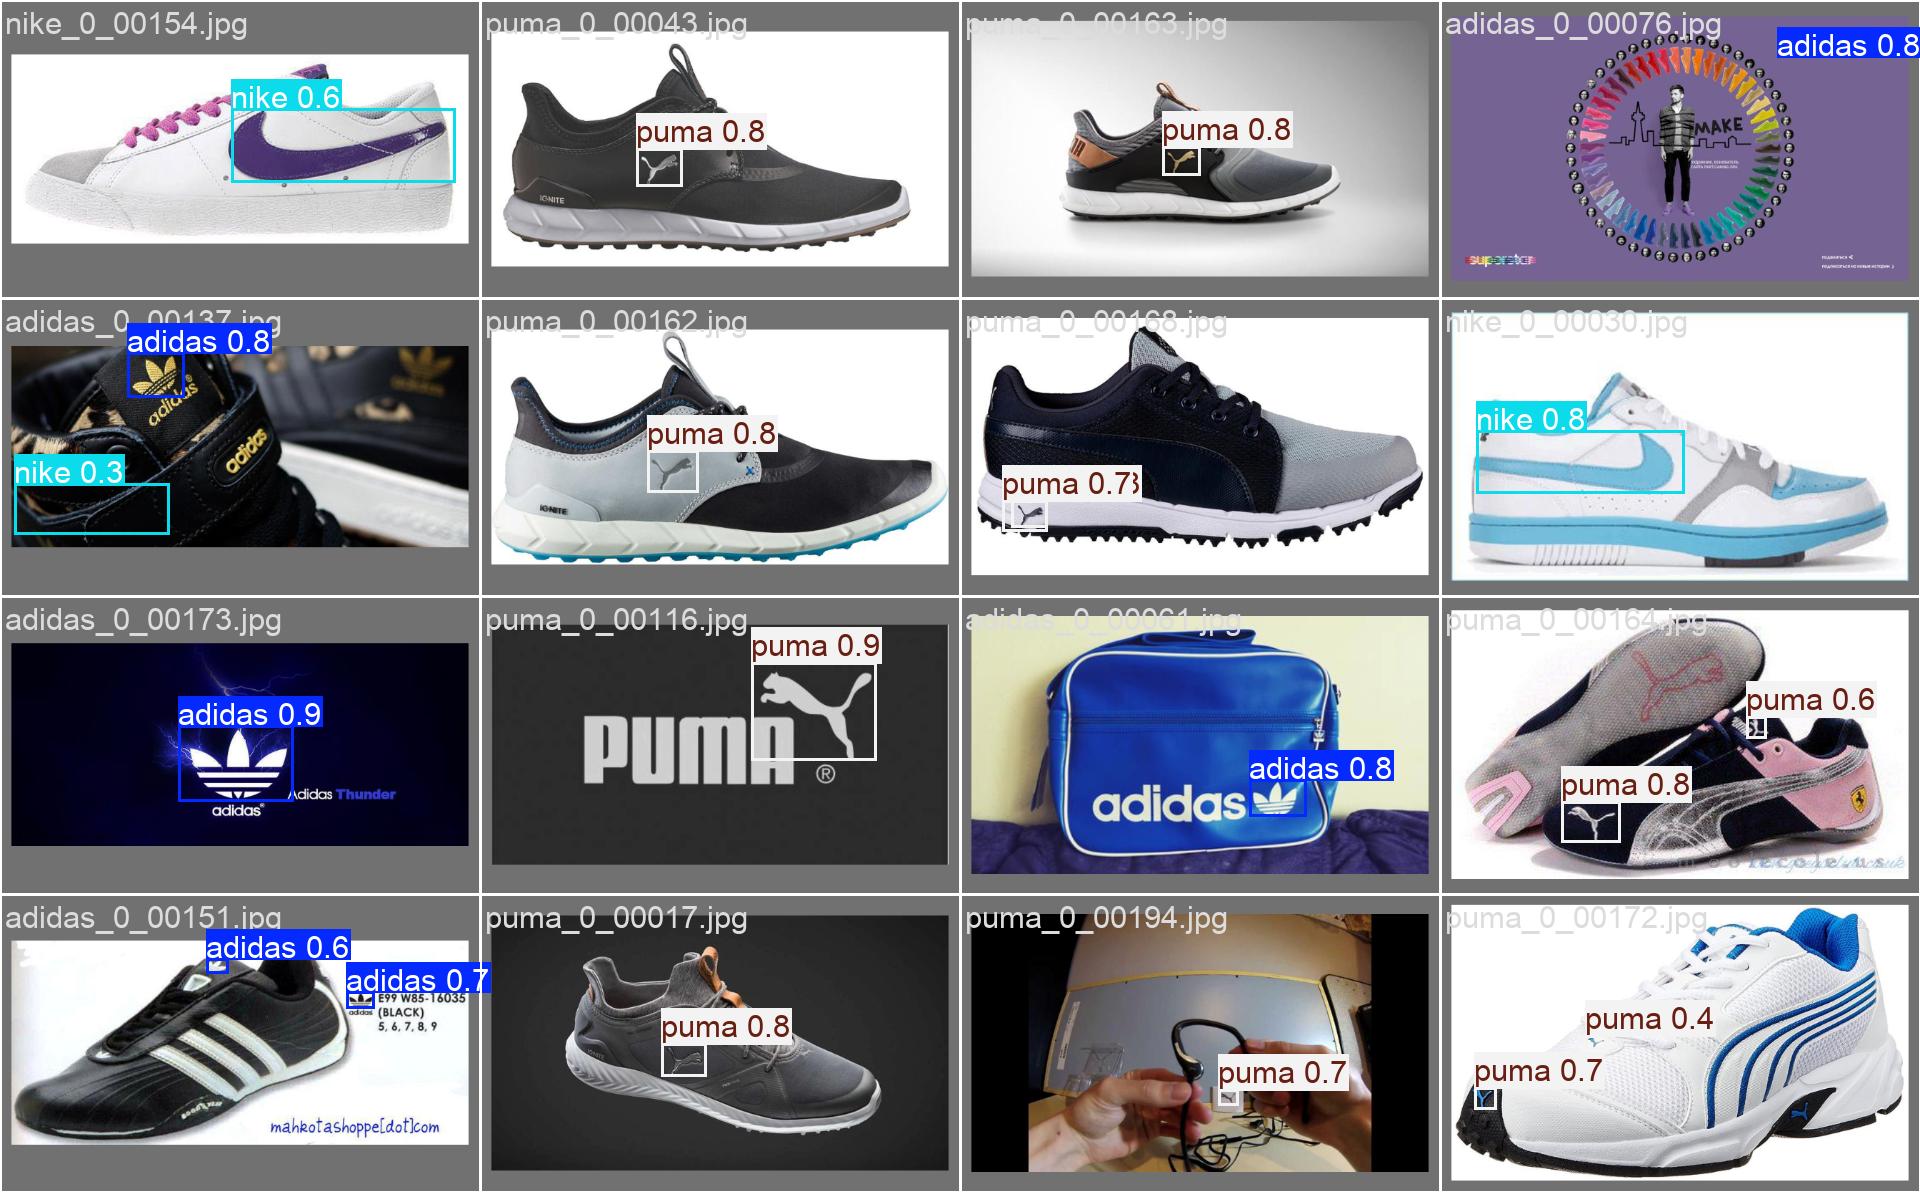 nike_0_00154.jpg
nike 0.6
puma_0_00043.jpg
puma 0.8
IGNITE
puma_0_00163.jpg
puma 0.8
adidas_0_00076.jpg
adidas 0.8
MAKE
superstar
adidas_0_00137.jpg
adidas 0.8
adidas
adidas
nike 0.3
puma_0_00162.jpg
puma 0.8
IGNITE
puma_0_00168.jpg
puma 0.7
nike_0_00030.jpg
nike 0.8
adidas_0_00173.jpg
adidas 0.9
Adidas Thunder
adidas®
puma_0_00116.jpg
puma 0.9
PUMA ®
adidas_0_00061.jpg
adidas 0.8
adidas
puma_0_00164.jpg
puma 0.6
puma 0.8
adidas_0_00151.jpg
adidas 0.6
adidas 0.7
adidas
E99 W85-16035
(BLACK)
5, 6, 7, 8, 9
mahkotashoppe[dot]com
puma_0_00017.jpg
puma 0.8
puma_0_00194.jpg
puma 0.7
puma_0_00172.jpg
puma 0.4
puma 0.7